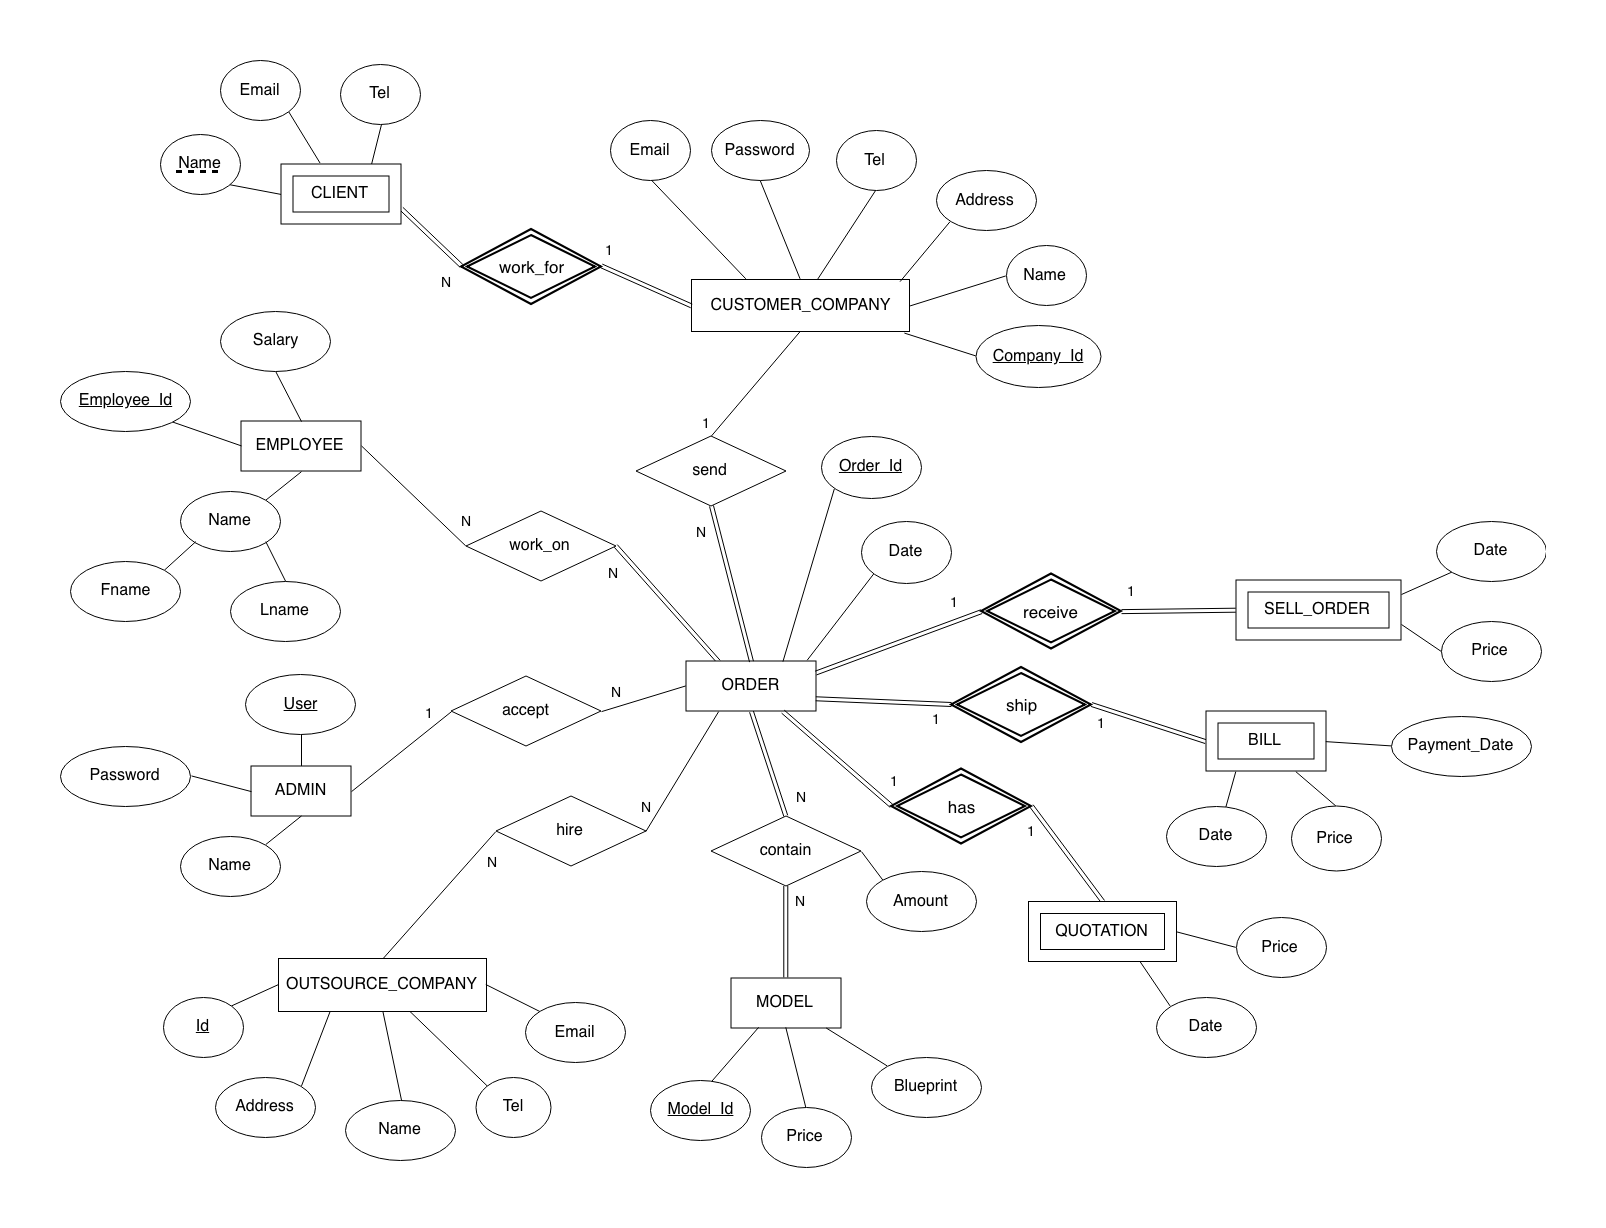 Email
Tel
Name
CLIENT
Email
Password
Tel
Address
Name
Company_Id
work_for
1
N
CUSTOMER_COMPANY
Salary
Employee_Id
EMPLOYEE
Name
Fname
Lname
1
send
N
Order_Id
Date
N
work_on
N
1
receive
1
SELL_ORDER
Date
Price
ORDER
User
Password
ADMIN
Name
1
accept
N
1
ship
1
BILL
Payment_Date
Date
Price
N
hire
N
N
contain
N
Amount
1
has
1
QUOTATION
Price
Date
OUTSOURCE_COMPANY
Id
Address
Name
Tel
Email
MODEL
Model_Id
Price
Blueprint